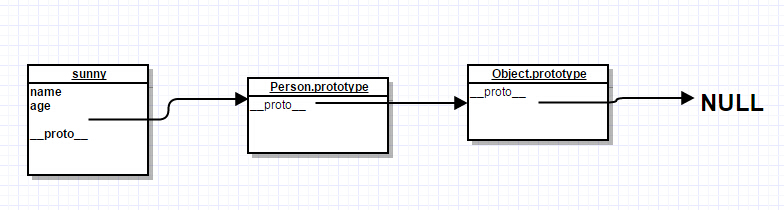 sunny
name
age
__proto__
Person.prototype
__proto__
Object.prototype
__proto__
NULL